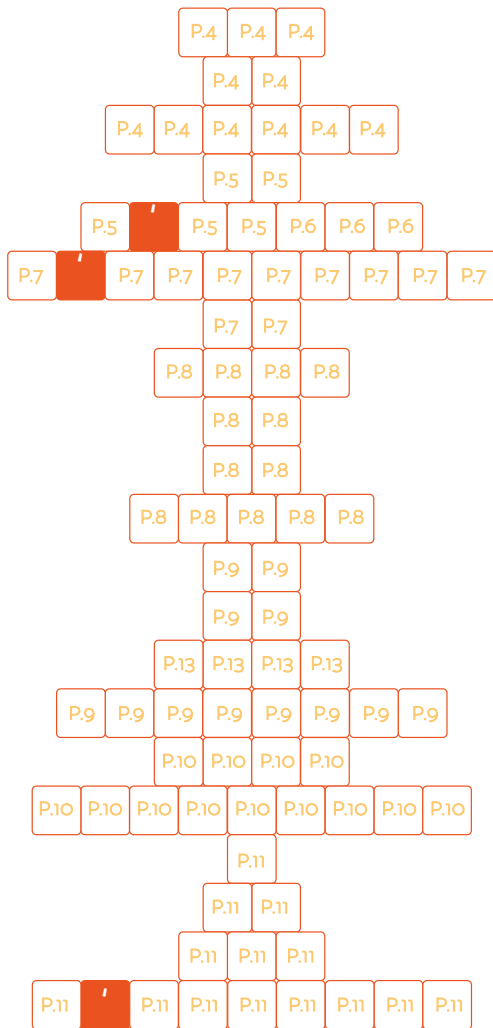 P.4 P.4 P.4
P.4 P.4
P.4 P.4 P.4 P.4 P.4 P.4
P.5 P.5
P.5 ' P.5 P.5 P.6 P.6 P.6
P.7 ' P.7 P.7 P.7 P.7 P.7 P.7 P.7 P.7
P.7 P.7
P.8 P.8 P.8 P.8
P.8 P.8
P.8 P.8
P.8 P.8 P.8 P.8 P.8
P.9 P.9
P.9 P.9
P.13 P.13 P.13 P.13
P.9 P.9 P.9 P.9 P.9 P.9 P.9 P.9
P.10 P.10 P.10 P.10
P.10 P.10 P.10 P.10 P.10 P.10 P.10 P.10 P.10
P.11
P.11 P.11
P.11 P.11 P.11
P.11 ' P.11 P.11 P.11 P.11 P.11 P.11 P.11